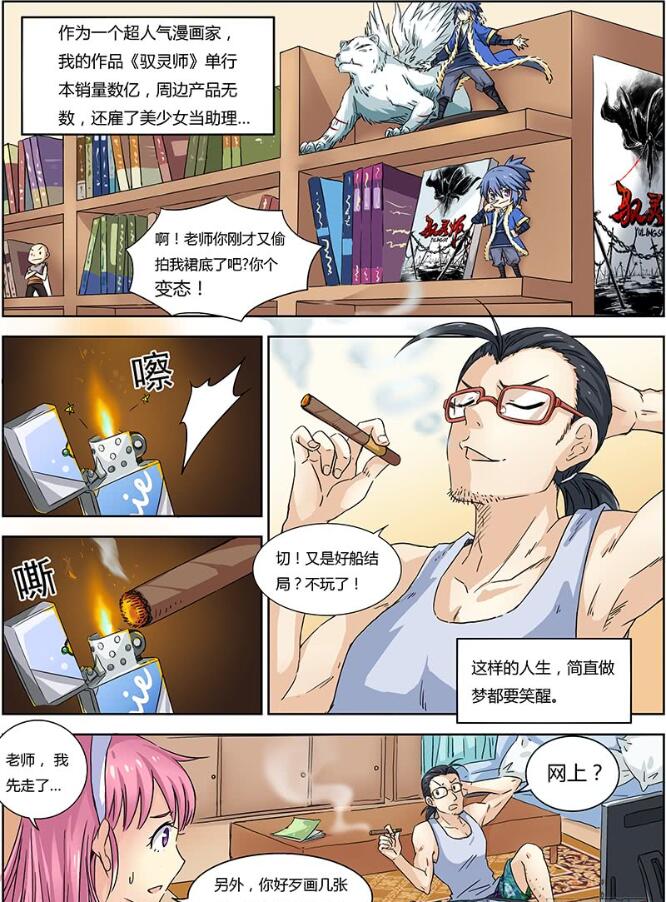 作为一个超人气漫画家，
我的作品《驭灵师》单行
本销量数亿，周边产品无
数，还雇了美少女当助理...
啊！老师你刚才又偷
拍我裙底了吧?你个
变态！
驭灵师
驭灵
YULINGSHI
嚓
嘶
切！又是好船结
局？不玩了！
这样的人生，简直做
梦都要笑醒。
老师，我
先走了...
网上？
另外，你好歹画几张